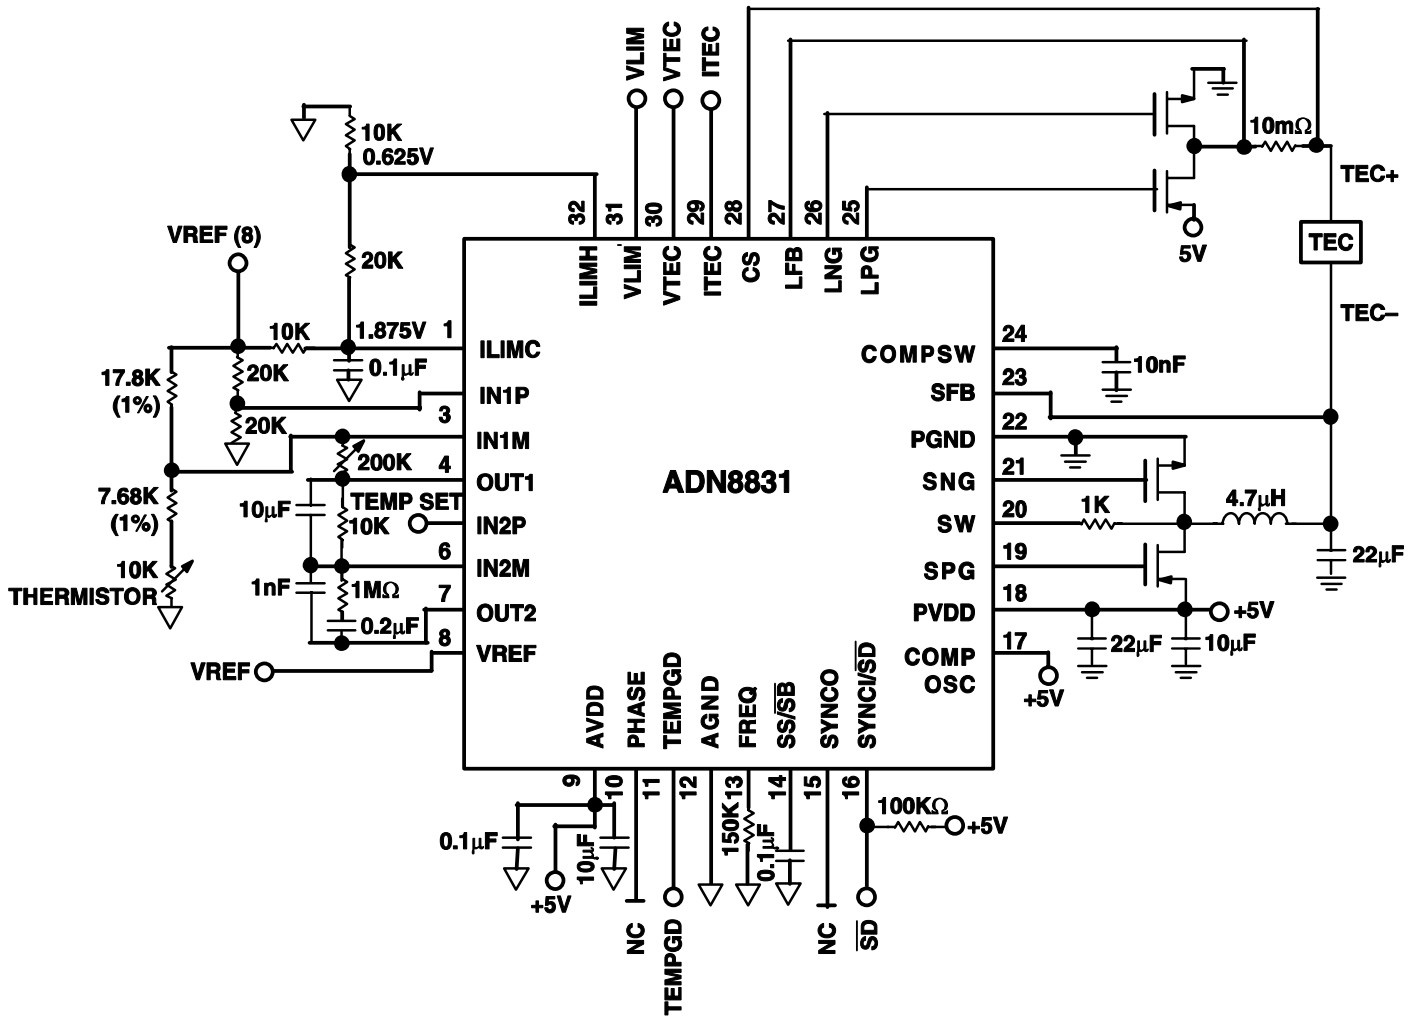 VLIM
VTEC
ITEC
10K
0.625V
10mΩ
TEC+
32
31
30
29
28
27
26
25
5V
TEC
VREF (8)
20K
ILIMH
VLIM
VTEC
ITEC
CS
LFB
LNG
LPG
TEC–
10K
1.875V
1
ILIMC
COMPSW
24
10nF
17.8K
(1%)
20K
0.1µF
IN1P
SFB
23
20K
3
IN1M
PGND
22
200K
4
OUT1
ADN8831
SNG
21
7.68K
(1%)
10µF
TEMP SET
10K
IN2P
SW
20
1K
4.7µH
10K
THERMISTOR
6
IN2M
SPG
19
22µF
1nF
1MΩ
7
OUT2
PVDD
18
+5V
0.2µF
8
VREF
22µF
10µF
VREF
COMP
OSC
17
+5V
AVDD
PHASE
TEMPGD
AGND
FREQ
SS/SB
SYNCO
SYNCI/SD
9
10
11
12
13
14
15
16
0.1µF
10µF
150K
0.1µF
100KΩ
+5V
+5V
NC
TEMPGD
NC
SD